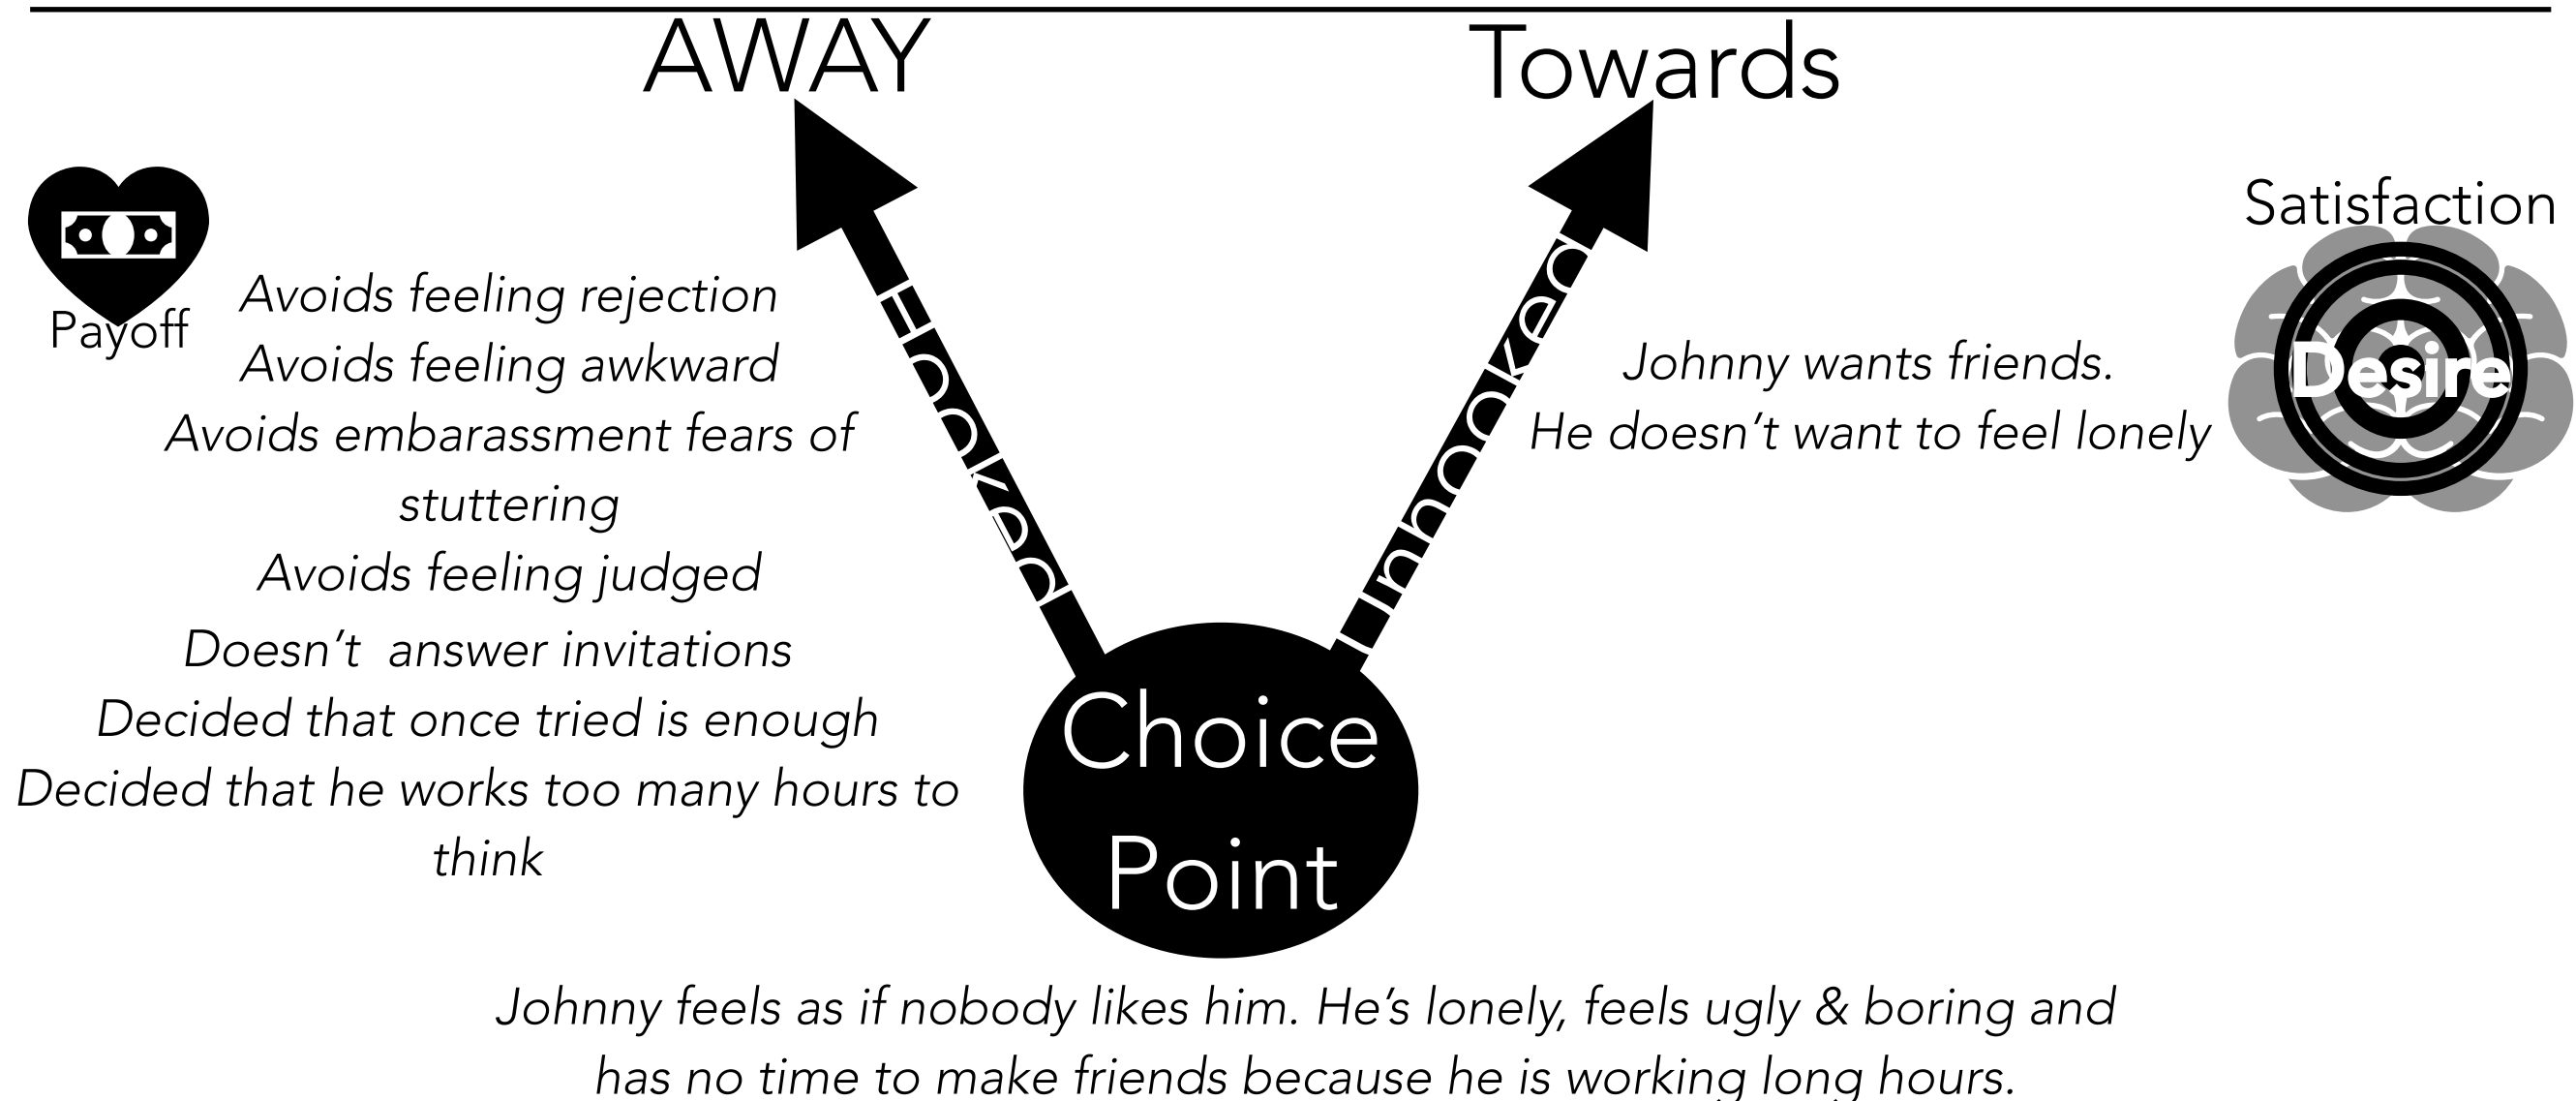 AWAY
Towards
Payoff
Avoids feeling rejection
Avoids feeling awkward
Avoids embarassment fears of
stuttering
Avoids feeling judged
Doesn't  answer invitations
Decided that once tried is enough
Decided that he works too many hours to
think
Hooked
Unhooked
Johnny wants friends.
He doesn't want to feel lonely
Satisfaction
Desire
Choice
Point
Johnny feels as if nobody likes him. He's lonely, feels ugly & boring and
has no time to make friends because he is working long hours.